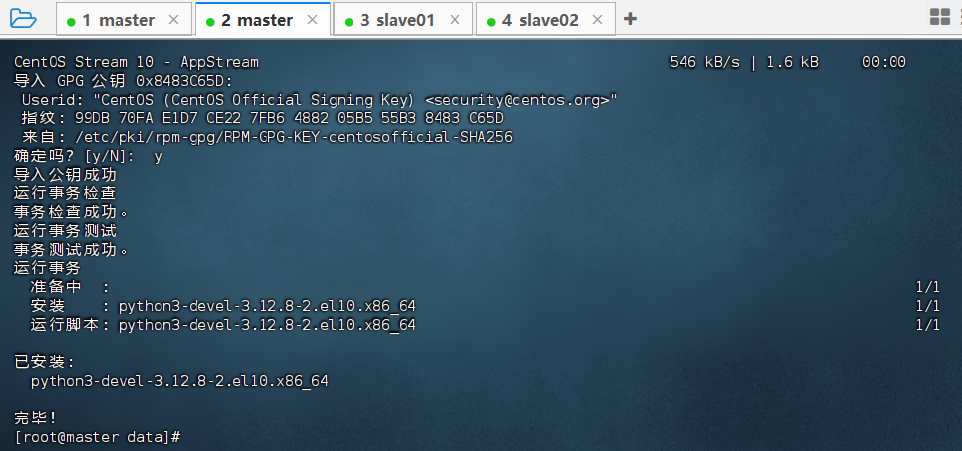 1 master × 2 master × 3 slave01 × 4 slave02 × +
CentOS Stream 10 - AppStream 546 kB/s | 1.6 kB 00:00
导入 GPG 公钥 0x8483C65D:
Userid: "CentOS (CentOS Official Signing Key) <security@centos.org>"
指纹: 99DB 70FA E1D7 CE22 7FB6 4882 05B5 55B3 8483 C65D
来自: /etc/pki/rpm-gpg/RPM-GPG-KEY-centosofficial-SHA256
确定吗？[y/N]: y
导入公钥成功
运行事务检查
事务检查成功。
运行事务测试
事务测试成功。
运行事务
准备中 : 1/1
安装 : python3-devel-3.12.8-2.el10.x86_64 1/1
运行脚本: python3-devel-3.12.8-2.el10.x86_64 1/1
已安装:
python3-devel-3.12.8-2.el10.x86_64
完毕！
[root@master data]#